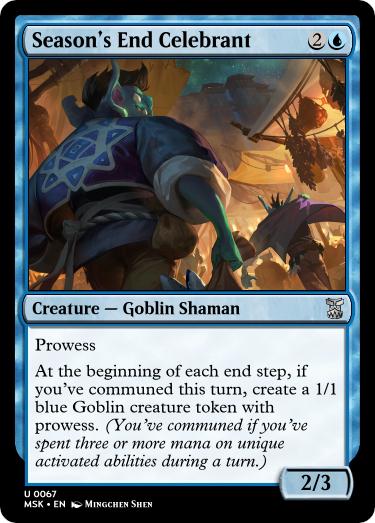 Season's End Celebrant 2
Creature — Goblin Shaman
Prowess
At the beginning of each end step, if
you've communed this turn, create a 1/1
blue Goblin creature token with
prowess. (You've communed if you've
spent three or more mana on unique
activated abilities during a turn.)
2/3
U 0067
MSK • EN Mingchen Shen